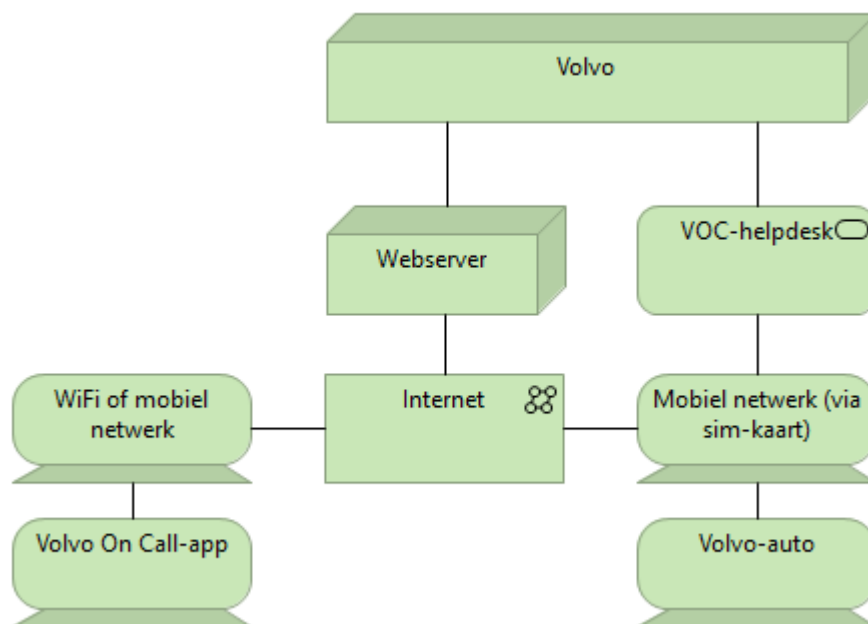 Volvo
Webserver
VOC-helpdesk
WiFi of mobiel
netwerk
Internet
Mobiel netwerk (via
sim-kaart)
Volvo On Call-app
Volvo-auto